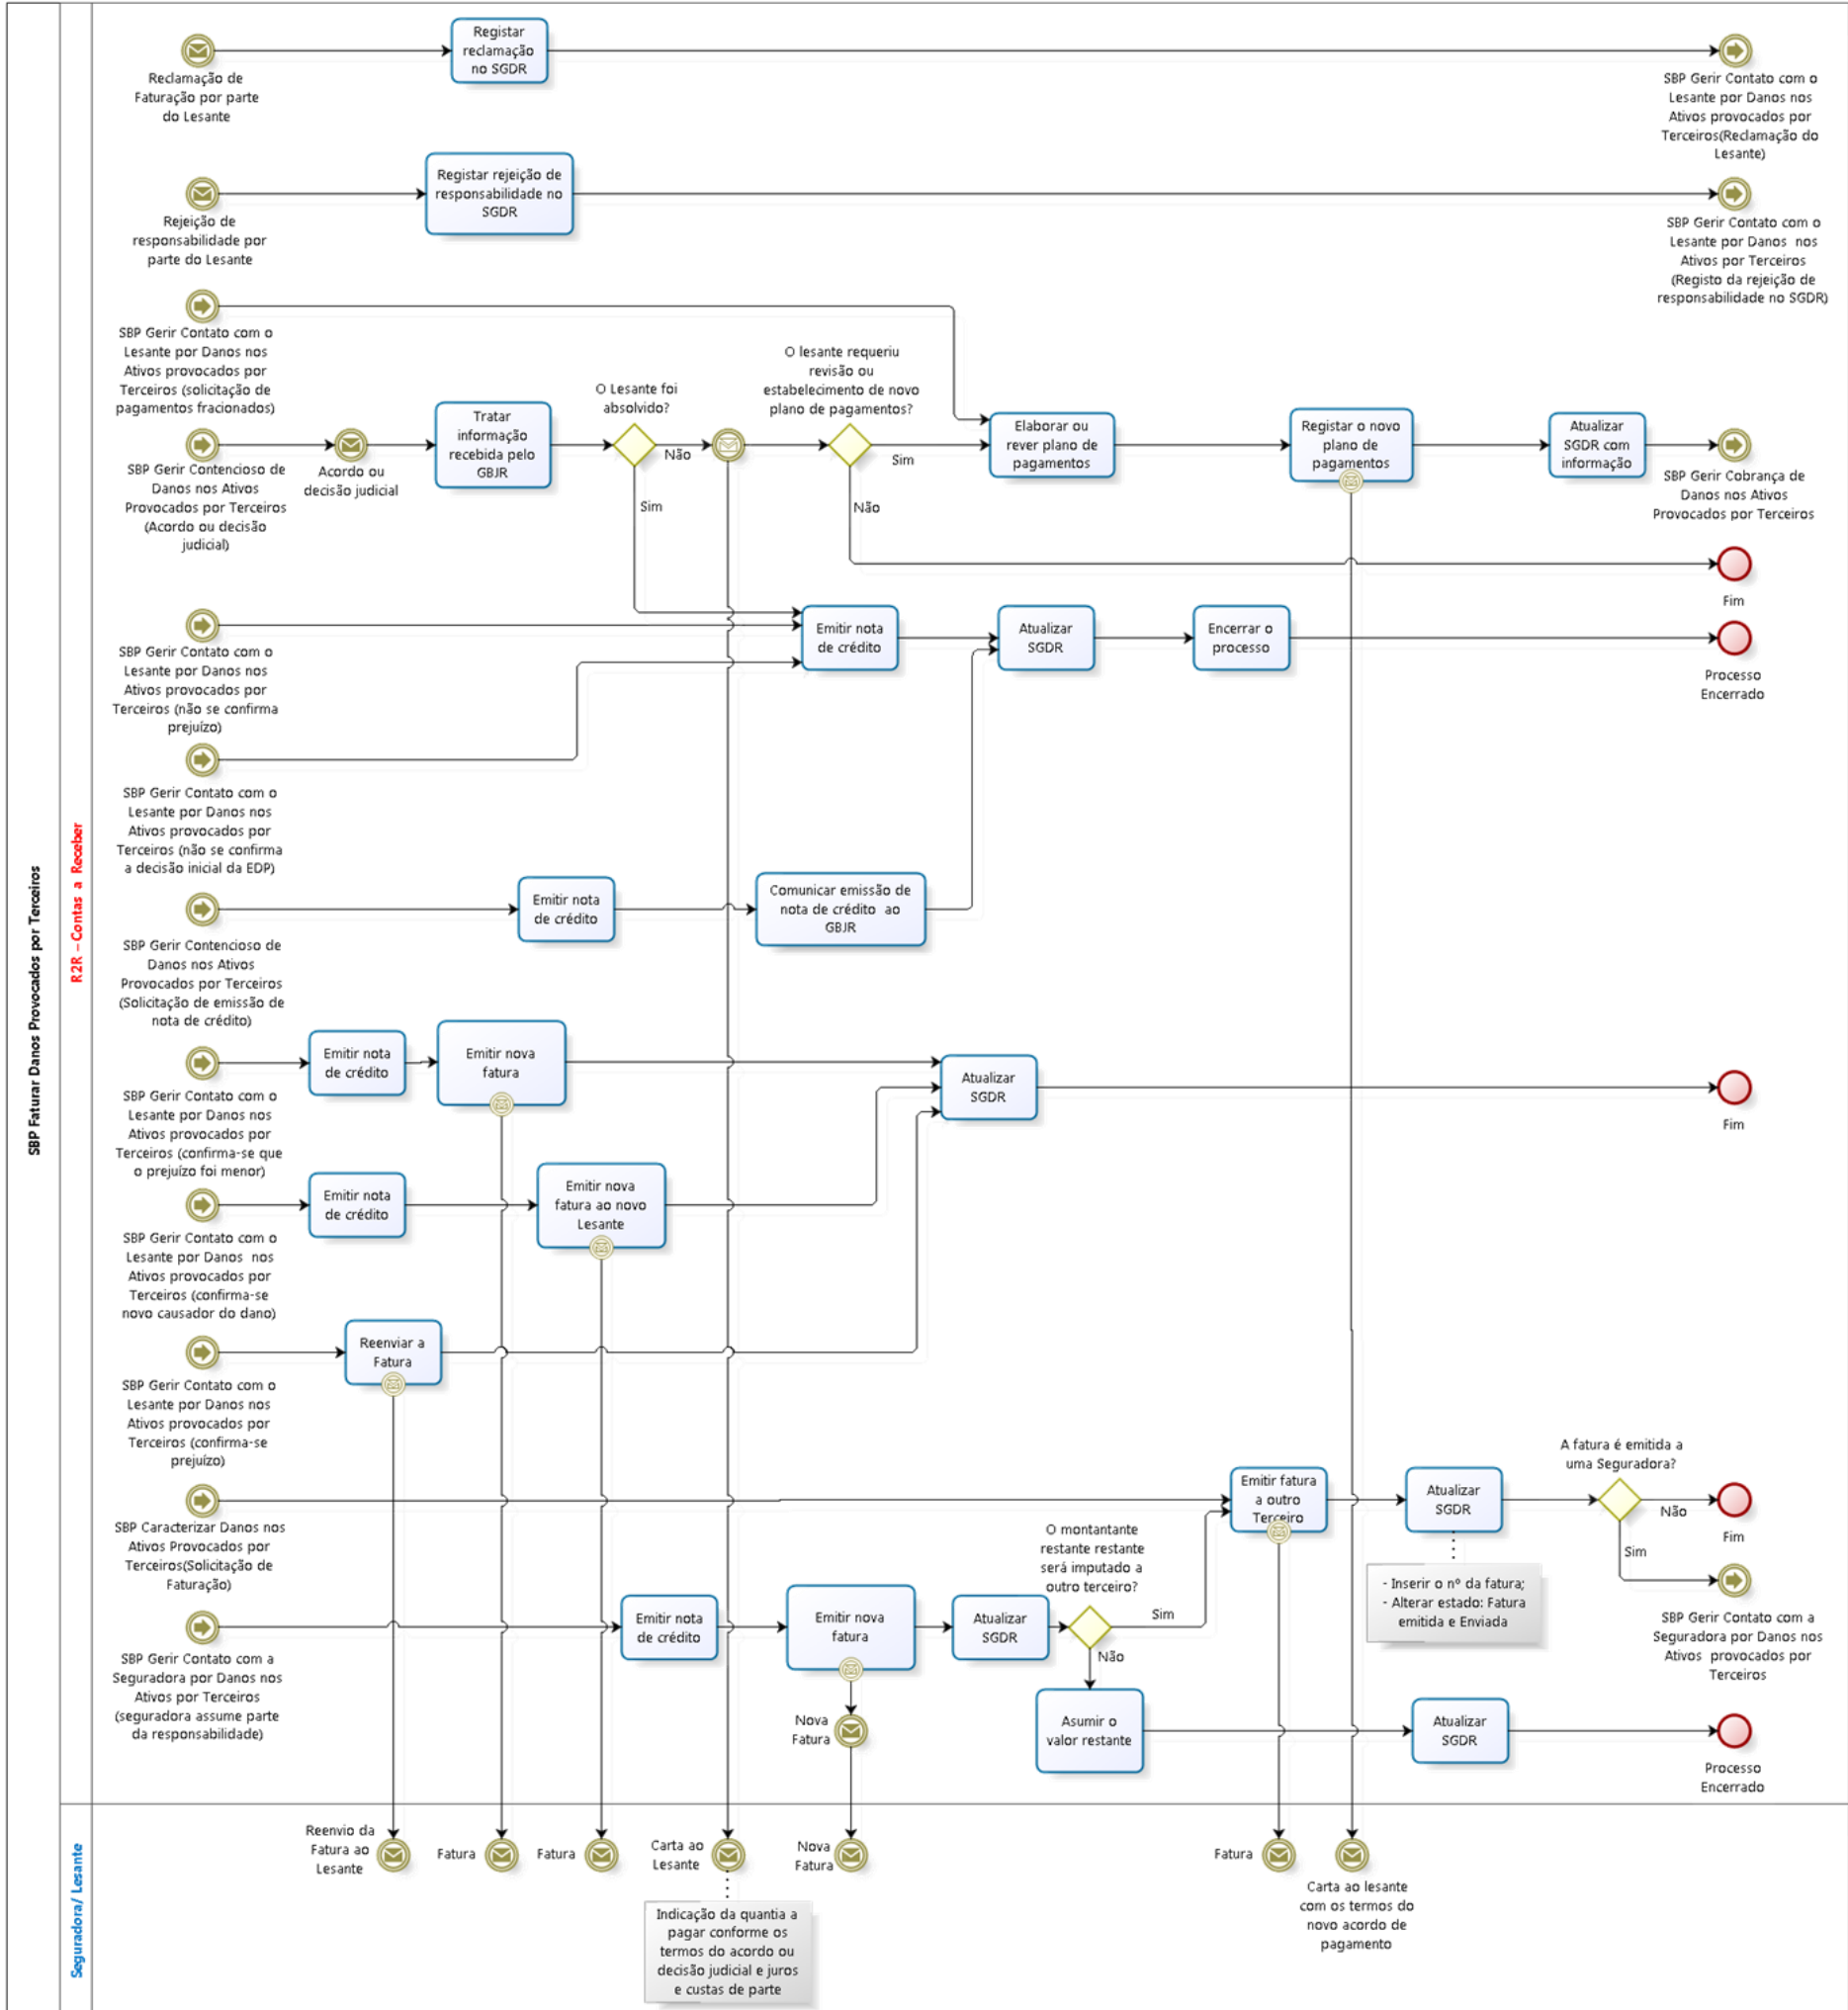 SBP Faturar Danos Provocados por Terceiros
R2R – Contas a Receber
Registar
reclamação
no SGDR
Reclamação de
Faturação por parte
do Lesante
SBP Gerir Contato com o
Lesante por Danos nos
Ativos provocados por
Terceiros(Reclamação do
Lesante)
Registar rejeição de
responsabilidade no
SGDR
Rejeição de
responsabilidade por
parte do Lesante
SBP Gerir Contato com o
Lesante por Danos nos
Ativos por Terceiros
(Registo da rejeição de
responsabilidade no SGDR)
SBP Gerir Contato com o
Lesante por Danos nos
Ativos provocados por
Terceiros (solicitação de
pagamentos fracionados)
SBP Gerir Contencioso de
Danos nos Ativos
Provocados por Terceiros
(Acordo ou decisão
judicial)
Acordo ou
decisão judicial
Tratar
informação
recebida pelo
GBJR
O Lesante foi
absolvido?
Não
Sim
O lesante requeriu
revisão ou
estabelecimento de novo
plano de pagamentos?
Sim
Não
Elaborar ou
rever plano de
pagamentos
Registar o novo
plano de
pagamentos
Atualizar
SGDR com
informação
SBP Gerir Cobrança de
Danos nos Ativos
Provocados por Terceiros
Fim
SBP Gerir Contato com o
Lesante por Danos nos
Ativos provocados por
Terceiros (não se confirma
prejuízo)
Emitir nota
de crédito
Atualizar
SGDR
Encerrar o
processo
Processo
Encerrado
SBP Gerir Contato com o
Lesante por Danos nos
Ativos provocados por
Terceiros (não se confirma
a decisão inicial da EDP)
Emitir nota
de crédito
Comunicar emissão de
nota de crédito ao
GBJR
SBP Gerir Contencioso de
Danos nos Ativos
Provocados por Terceiros
(Solicitação de emissão de
nota de crédito)
Emitir nota
de crédito
Emitir nova
fatura
Atualizar
SGDR
Fim
SBP Gerir Contato com o
Lesante por Danos nos
Ativos provocados por
Terceiros (confirma-se que
o prejuízo foi menor)
Emitir nota
de crédito
Emitir nova
fatura ao novo
Lesante
SBP Gerir Contato com o
Lesante por Danos nos
Ativos provocados por
Terceiros (confirma-se
novo causador do dano)
Reenviar a
Fatura
SBP Gerir Contato com o
Lesante por Danos nos
Ativos provocados por
Terceiros (confirma-se
prejuízo)
SBP Caracterizar Danos nos
Ativos Provocados por
Terceiros(Solicitação de
Faturação)
Emitir fatura
a outro
Terceiro
Atualizar
SGDR
A fatura é emitida a
uma Seguradora?
Não
Fim
Sim
SBP Gerir Contato com a
Seguradora por Danos nos
Ativos provocados por
Terceiros
- Inserir o nº da fatura;
- Alterar estado: Fatura
emitida e Enviada
SBP Gerir Contato com a
Seguradora por Danos nos
Ativos por Terceiros
(seguradora assume parte
da responsabilidade)
Emitir nota
de crédito
Emitir nova
fatura
Atualizar
SGDR
O montantante
restante restante
será imputado a
outro terceiro?
Sim
Não
Nova
Fatura
Asumir o
valor restante
Atualizar
SGDR
Processo
Encerrado
Seguradora/ Lesante
Reenvio da
Fatura ao
Lesante
Fatura
Fatura
Carta ao
Lesante
Nova
Fatura
Fatura
Carta ao lesante
com os termos do
novo acordo de
pagamento
Indicação da quantia a
pagar conforme os
termos do acordo ou
decisão judicial e juros
e custas de parte